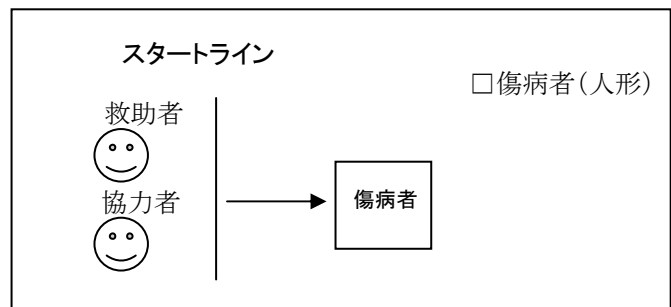 スタートライン
□傷病者(人形)
救助者
協力者
傷病者